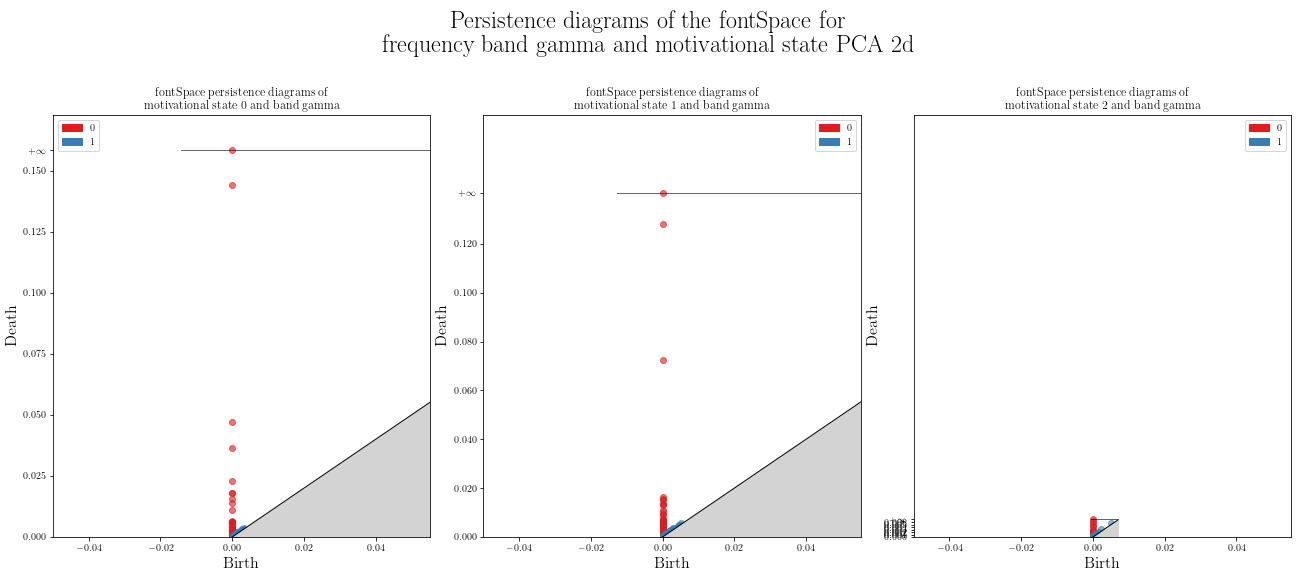 Persistence diagrams of the fontSpace for
frequency band gamma and motivational state PCA 2d
fontSpace persistence diagrams of
motivational state 0 and band gamma
0
1
+∞
0.150
0.125
0.100
0.075
0.050
0.025
0.000
Death
−0.04 −0.02 0.00 0.02 0.04
Birth
fontSpace persistence diagrams of
motivational state 1 and band gamma
0
1
+∞
0.120
0.100
0.080
0.060
0.040
0.020
0.000
Death
−0.04 −0.02 0.00 0.02 0.04
Birth
fontSpace persistence diagrams of
motivational state 2 and band gamma
0
1
0.000
Death
−0.04 −0.02 0.00 0.02 0.04
Birth